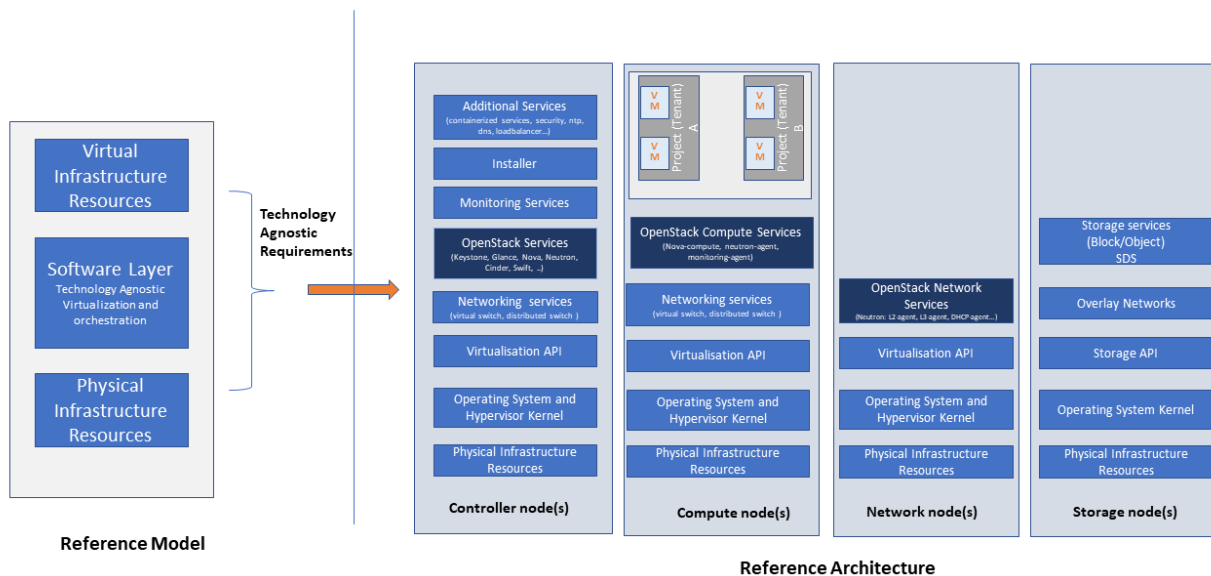 Virtual
Infrastructure
Resources
Software Layer
Technology Agnostic
Virtualization and
orchestration
Physical
Infrastructure
Resources
Reference Model
Technology
Agnostic
Requirements
Additional Services
(containerized services, security, ntp,
dns, loadbalancer...)
Installer
Monitoring Services
OpenStack Services
(Keystone, Glance, Nova, Neutron,
Cinder, Swift, ..)
Networking services
(virtual switch, distributed switch )
Virtualisation API
Operating System and
Hypervisor Kernel
Physical Infrastructure
Resources
Controller node(s)
V
M
V
M
Project (Tenant)
A
V
M
V
M
Project (Tenant)
B
OpenStack Compute Services
(Nova-compute, neutron-agent,
monitoring-agent)
Networking services
(virtual switch, distributed switch )
Virtualisation API
Operating System and
Hypervisor Kernel
Physical Infrastructure
Resources
Compute node(s)
OpenStack Network
Services
(Neutron: L2 agent, L3 agent, DHCP agent...)
Virtualisation API
Operating System and
Hypervisor Kernel
Physical Infrastructure
Resources
Network node(s)
Storage services
(Block/Object)
SDS
Overlay Networks
Storage API
Operating System Kernel
Physical Infrastructure
Resources
Storage node(s)
Reference Architecture